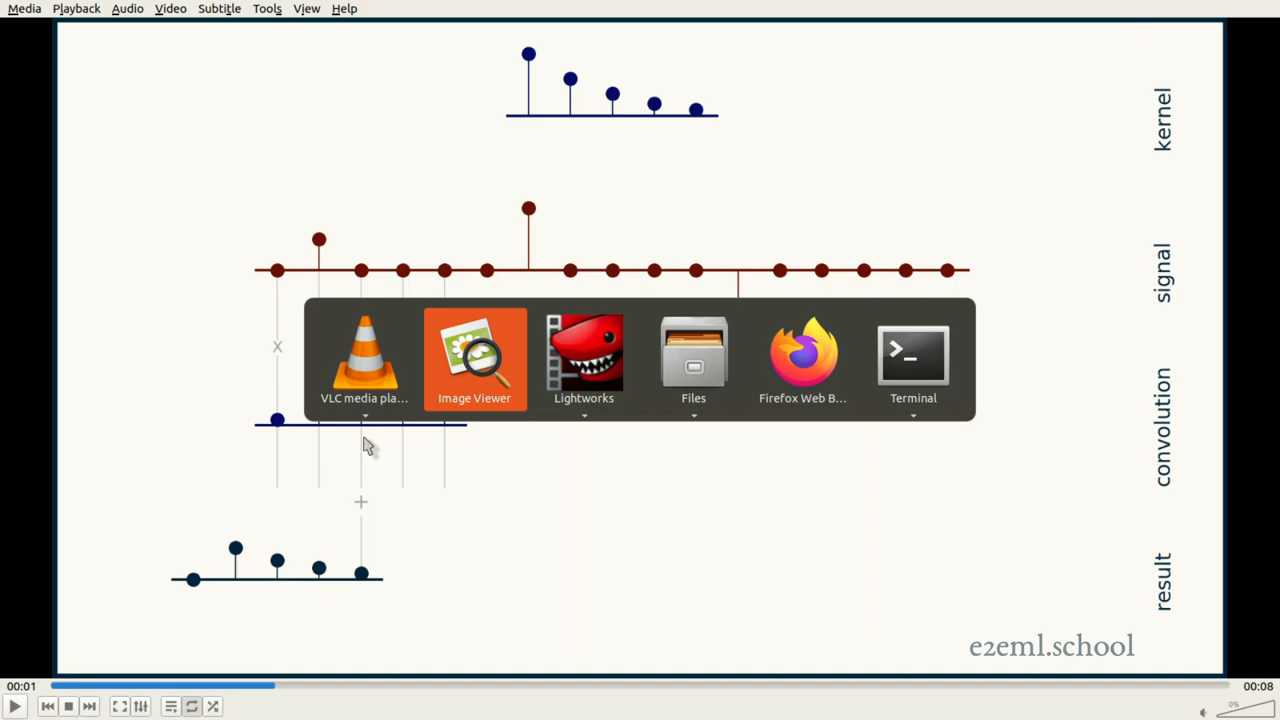 Media Playback Audio Video Subtitle Tools View Help
kernel
signal
x
VLC media pla... Image Viewer Lightworks Files Firefox Web B... Terminal
convolution
+
result
e2eml.school
00:01 00:08
0%